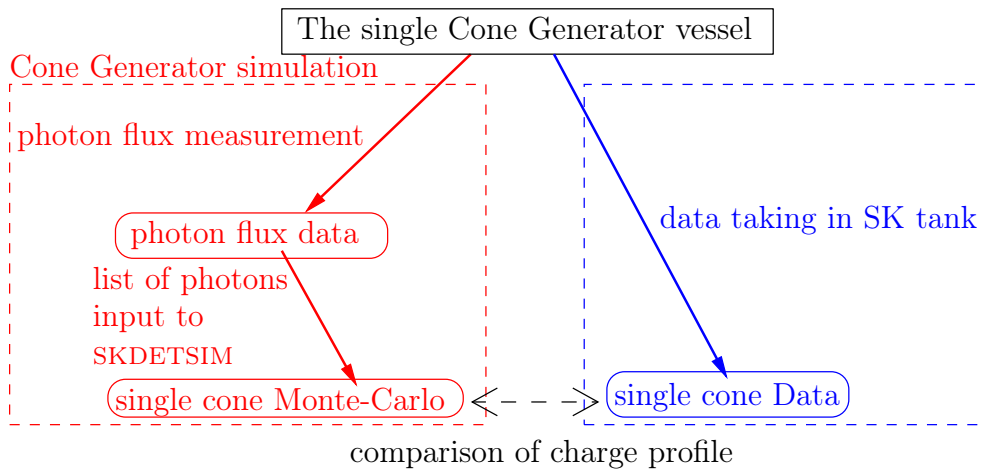 The single Cone Generator vessel
Cone Generator simulation
photon flux measurement
data taking in SK tank
photon flux data
list of photons
input to
SKDETSIM
single cone Monte-Carlo
single cone Data
comparison of charge profile